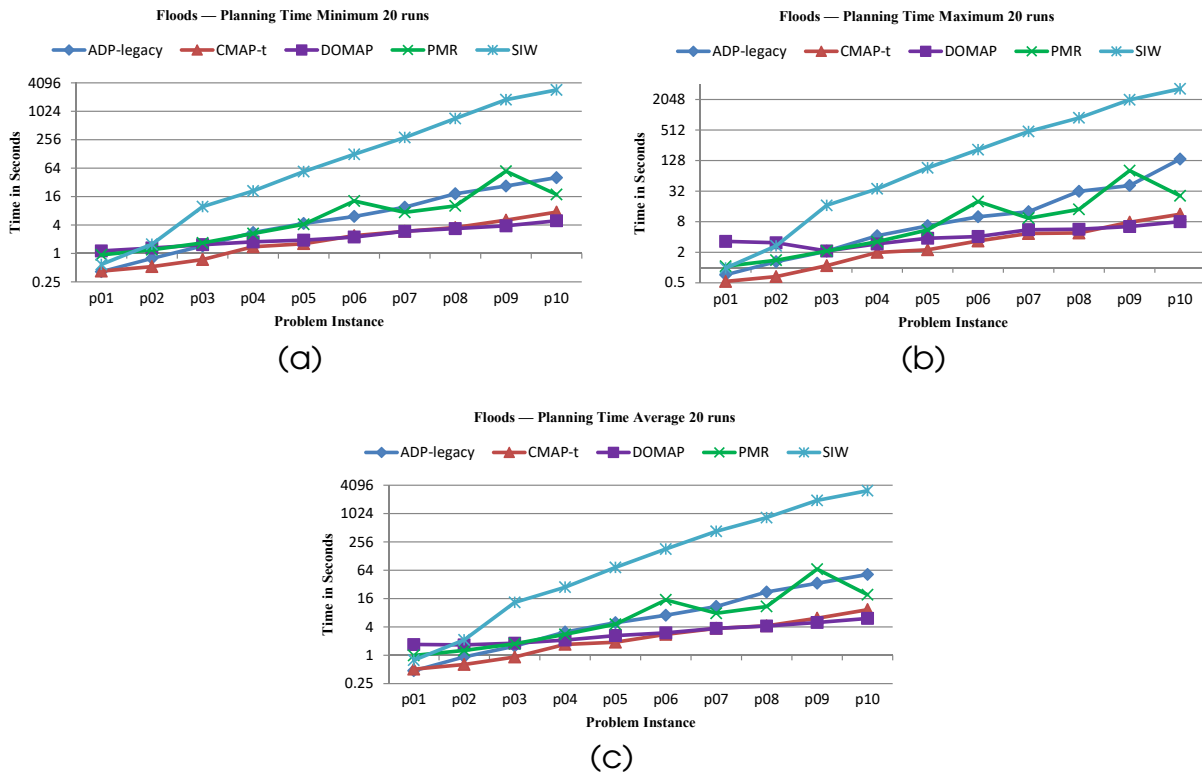 Floods — Planning Time Minimum 20 runs
ADP-legacy CMAP-t DOMAP PMR SIW
4096
1024
256
64
16
4
1
0.25
Time in Seconds
p01 p02 p03 p04 p05 p06 p07 p08 p09 p10
Problem Instance
(a)
Floods — Planning Time Maximum 20 runs
ADP-legacy CMAP-t DOMAP PMR SIW
2048
512
128
32
8
2
0.5
Time in Seconds
p01 p02 p03 p04 p05 p06 p07 p08 p09 p10
Problem Instance
(b)
Floods — Planning Time Average 20 runs
ADP-legacy CMAP-t DOMAP PMR SIW
4096
1024
256
64
16
4
1
0.25
Time in Seconds
p01 p02 p03 p04 p05 p06 p07 p08 p09 p10
Problem Instance
(c)